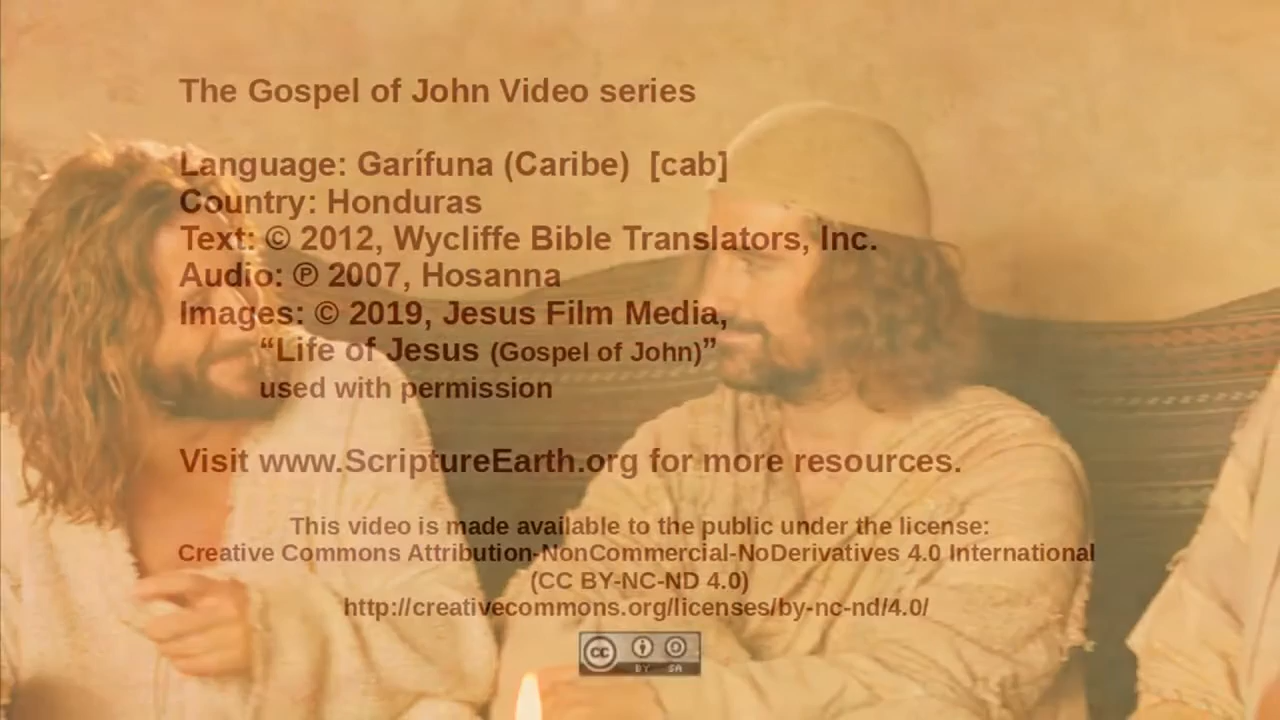 The Gospel of John Video series
Language: Garífuna (Caribe) [cab]
Country: Honduras
Text: © 2012, Wycliffe Bible Translators, Inc.
Audio: ℗ 2007, Hosanna
Images: © 2019, Jesus Film Media,
“Life of Jesus (Gospel of John)”
used with permission
Visit www.ScriptureEarth.org for more resources.
This video is made available to the public under the license:
Creative Commons Attribution-NonCommercial-NoDerivatives 4.0 International
(CC BY-NC-ND 4.0)
http://creativecommons.org/licenses/by-nc-nd/4.0/
cc BY SA